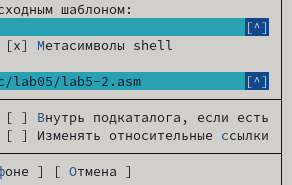 сходным шаблоном:
[^]
[x] Метасимволы shell
c/lab05/lab5-2.asm [^]
[ ] Внутрь подкаталога, если есть
[ ] Изменять относительные ссылки
фоне ] [ Отмена ]